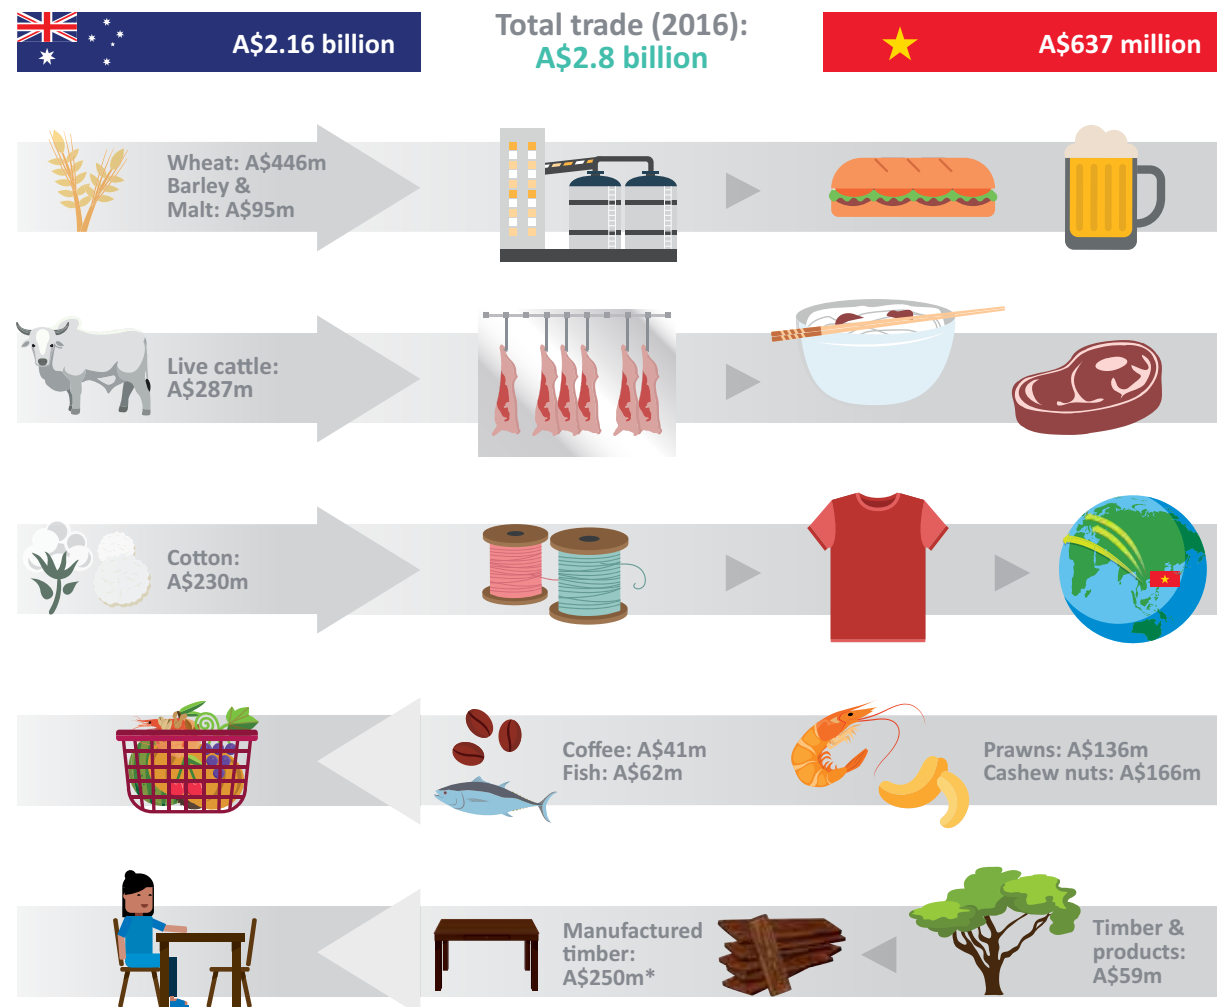 A$2.16 billion
Total trade (2016):
A$2.8 billion
A$637 million
Wheat: A$446m
Barley &
Malt: A$95m
Live cattle:
A$287m
Cotton:
A$230m
Coffee: A$41m
Fish: A$62m
Prawns: A$136m
Cashew nuts: A$166m
Manufactured
timber:
A$250m*
Timber &
products:
A$59m